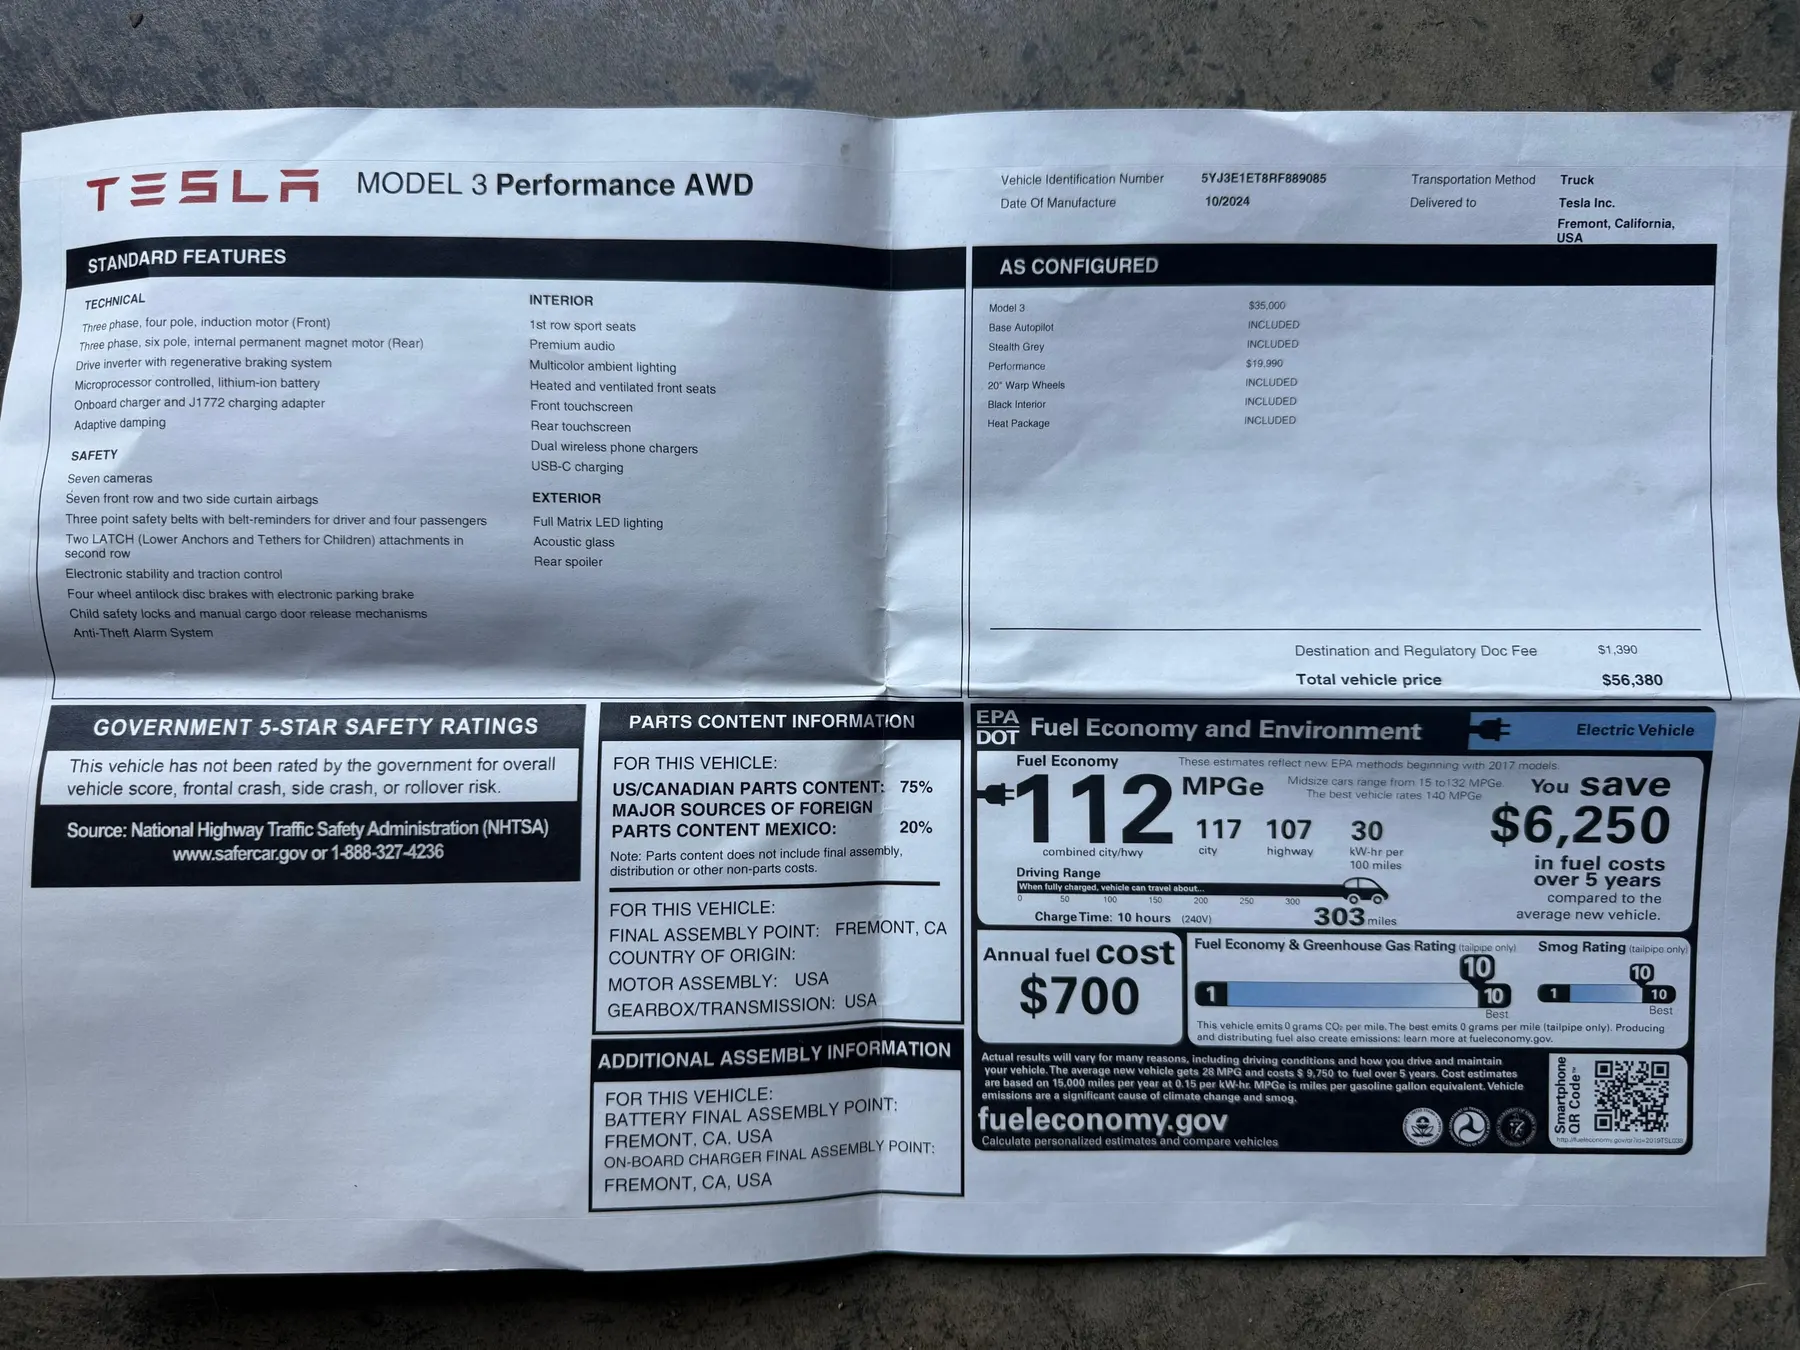 TESLA MODEL 3 Performance AWD
Vehicle Identification Number 5YJ3E1ET8RF889085
Date Of Manufacture 10/2024
Transportation Method Truck
Delivered to Tesla Inc.
Fremont, California,
USA
STANDARD FEATURES
TECHNICAL
Three phase, four pole, induction motor (Front)
Three phase, six pole, internal permanent magnet motor (Rear)
Drive inverter with regenerative braking system
Microprocessor controlled, lithium-ion battery
Onboard charger and J1772 charging adapter
Adaptive damping
SAFETY
Seven cameras
Seven front row and two side curtain airbags
Three point safety belts with belt-reminders for driver and four passengers
Two LATCH (Lower Anchors and Tethers for Children) attachments in
second row
Electronic stability and traction control
Four wheel antilock disc brakes with electronic parking brake
Child safety locks and manual cargo door release mechanisms
Anti-Theft Alarm System
INTERIOR
1st row sport seats
Premium audio
Multicolor ambient lighting
Heated and ventilated front seats
Front touchscreen
Rear touchscreen
Dual wireless phone chargers
USB-C charging
EXTERIOR
Full Matrix LED lighting
Acoustic glass
Rear spoiler
AS CONFIGURED
Model 3 $35,000
Base Autopilot INCLUDED
Stealth Grey INCLUDED
Performance $19,990
20" Warp Wheels INCLUDED
Black Interior INCLUDED
Heat Package INCLUDED
Destination and Regulatory Doc Fee $1,390
Total vehicle price $56,380
GOVERNMENT 5-STAR SAFETY RATINGS
This vehicle has not been rated by the government for overall
vehicle score, frontal crash, side crash, or rollover risk.
Source: National Highway Traffic Safety Administration (NHTSA)
www.safercar.gov or 1-888-327-4236
PARTS CONTENT INFORMATION
FOR THIS VEHICLE:
US/CANADIAN PARTS CONTENT: 75%
MAJOR SOURCES OF FOREIGN
PARTS CONTENT MEXICO: 20%
Note: Parts content does not include final assembly,
distribution or other non-parts costs.
FOR THIS VEHICLE:
FINAL ASSEMBLY POINT: FREMONT, CA
COUNTRY OF ORIGIN:
MOTOR ASSEMBLY: USA
GEARBOX/TRANSMISSION: USA
ADDITIONAL ASSEMBLY INFORMATION
FOR THIS VEHICLE:
BATTERY FINAL ASSEMBLY POINT:
FREMONT, CA, USA
ON-BOARD CHARGER FINAL ASSEMBLY POINT:
FREMONT, CA, USA
EPA
DOT
Fuel Economy and Environment
Electric Vehicle
Fuel Economy
These estimates reflect new EPA methods beginning with 2017 models.
112 MPGe
Midsize cars range from 15 to 132 MPGe.
The best vehicle rates 140 MPGe
combined city/hwy
117
city
107
highway
30
kW-hr per
100 miles
You save
$6,250
in fuel costs
over 5 years
compared to the
average new vehicle.
Driving Range
When fully charged, vehicle can travel about...
0 50 100 150 200 250 300
303 miles
Charge Time: 10 hours (240V)
Annual fuel cost
$700
Fuel Economy & Greenhouse Gas Rating (tailpipe only)
10
1 10
Best
Smog Rating (tailpipe only)
10
1 10
Best
This vehicle emits 0 grams CO₂ per mile. The best emits 0 grams per mile (tailpipe only). Producing
and distributing fuel also create emissions: learn more at fueleconomy.gov.
Actual results will vary for many reasons, including driving conditions and how you drive and maintain
your vehicle. The average new vehicle gets 28 MPG and costs $ 9,750 to fuel over 5 years. Cost estimates
are based on 15,000 miles per year at 0.15 per kW-hr. MPGe is miles per gasoline gallon equivalent. Vehicle
emissions are a significant cause of climate change and smog.
fueleconomy.gov
Calculate personalized estimates and compare vehicles
Smartphone
QR Code™